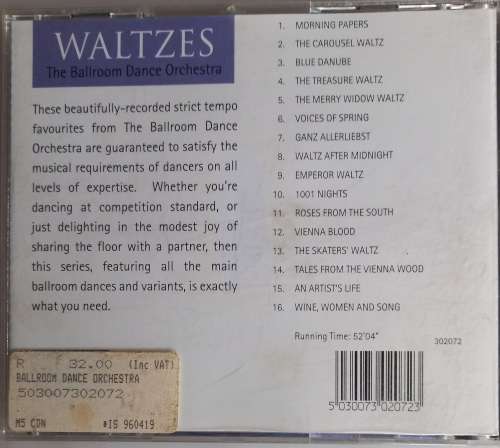 WALTZES
The Ballroom Dance Orchestra
These beautifully-recorded strict tempo
favourites from The Ballroom Dance
Orchestra are guaranteed to satisfy the
musical requirements of dancers on all
levels of expertise. Whether you're
dancing at competition standard, or
just delighting in the modest joy of
sharing the floor with a partner, then
this series, featuring all the main
ballroom dances and variants, is exactly
what you need.
1. MORNING PAPERS
2. THE CAROUSEL WALTZ
3. BLUE DANUBE
4. THE TREASURE WALTZ
5. THE MERRY WIDOW WALTZ
6. VOICES OF SPRING
7. GANZ ALLERLIEBST
8. WALTZ AFTER MIDNIGHT
9. EMPEROR WALTZ
10. 1001 NIGHTS
11. ROSES FROM THE SOUTH
12. VIENNA BLOOD
13. THE SKATERS' WALTZ
14. TALES FROM THE VIENNA WOOD
15. AN ARTIST'S LIFE
16. WINE, WOMEN AND SONG
Running Time: 52'04"
302072
5 030073 020723
R 32.00 (Inc VAT)
BALLROOM DANCE ORCHESTRA
503007302072
M5 CDN #IS 960419